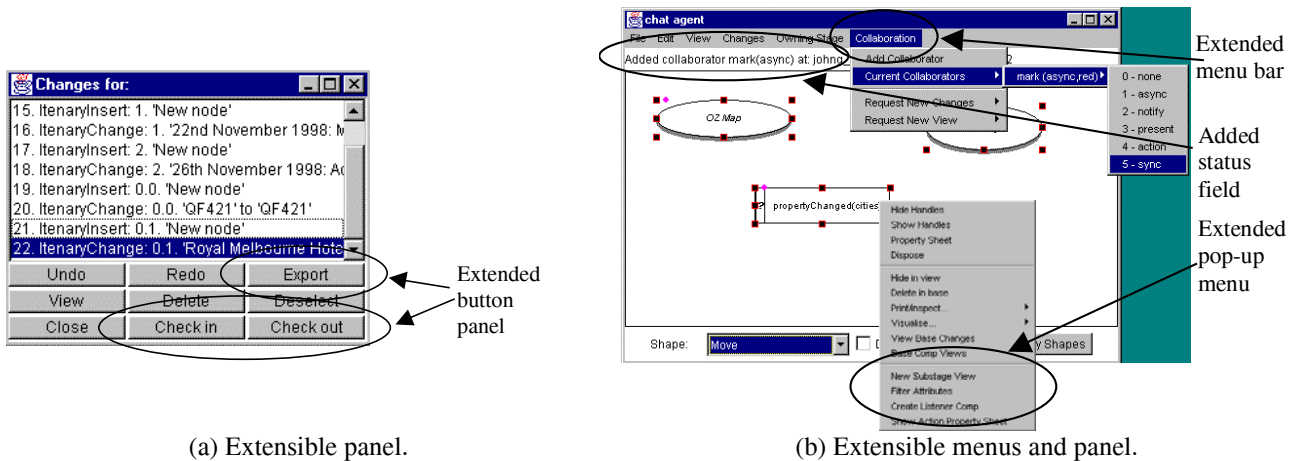 Changes for:
15. ItenaryInsert: 1. 'New node'
16. ItenaryChange: 1. '22nd November 1998:
17. ItenaryInsert: 2. 'New node'
18. ItenaryChange: 2. '26th November 1998:
19. ItenaryInsert: 0.0. 'New node'
20. ItenaryChange: 0.0. 'QF421' to 'QF421'
21. ItenaryInsert: 0.1. 'New node'
22. ItenaryChange: 0.1. 'Royal Melbourne Hote
Undo Redo Export
View Delete Deselect
Close Check in Check out
Extended
button
panel
(a) Extensible panel.
chat agent
File Edit View Changes Owning Stage Collaboration
Added collaborator mark(async) at: johng 2
Add Collaborator
Current Collaborators
Request New Changes
Request New View
mark (async,red)
0 - none
1 - async
2 - notify
3 - present
4 - action
5 - sync
OZ Map
? propertyChanged(cities)
Hide Handles
Show Handles
Property Sheet
Dispose
Hide in view
Delete in base
Print/Inspect...
Visualise...
View Base Changes
Base Comp Views
New Substage View
Filter Attributes
Create Listener Comp
Show Action Property Sheet
Shape: Move D y Shapes
Extended
menu bar
Added
status
field
Extended
pop-up
menu
(b) Extensible menus and panel.